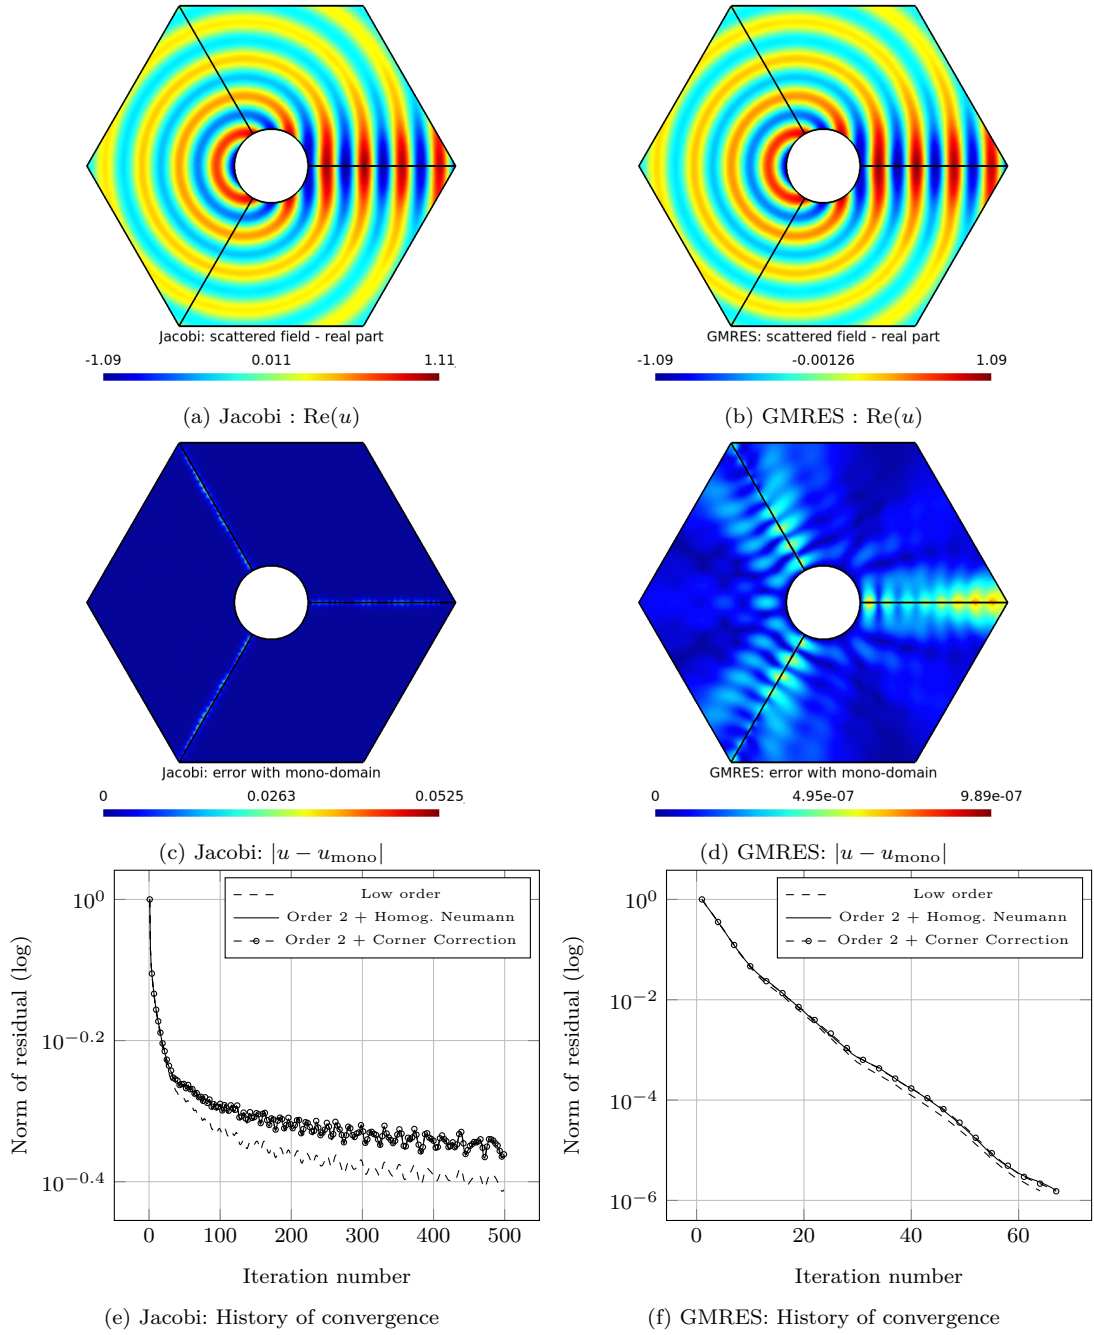 Jacobi: scattered field - real part
-1.09 0.011 1.11
(a) Jacobi : Re(u)
GMRES: scattered field - real part
-1.09 -0.00126 1.09
(b) GMRES : Re(u)
Jacobi: error with mono-domain
0 0.0263 0.0525
(c) Jacobi: |u − u_mono|
GMRES: error with mono-domain
0 4.95e-07 9.89e-07
(d) GMRES: |u − u_mono|
Norm of residual (log)
10^0
10^−0.2
10^−0.4
Low order
Order 2 + Homog. Neumann
Order 2 + Corner Correction
0 100 200 300 400 500
Iteration number
(e) Jacobi: History of convergence
Norm of residual (log)
10^0
10^−2
10^−4
10^−6
Low order
Order 2 + Homog. Neumann
Order 2 + Corner Correction
0 20 40 60
Iteration number
(f) GMRES: History of convergence